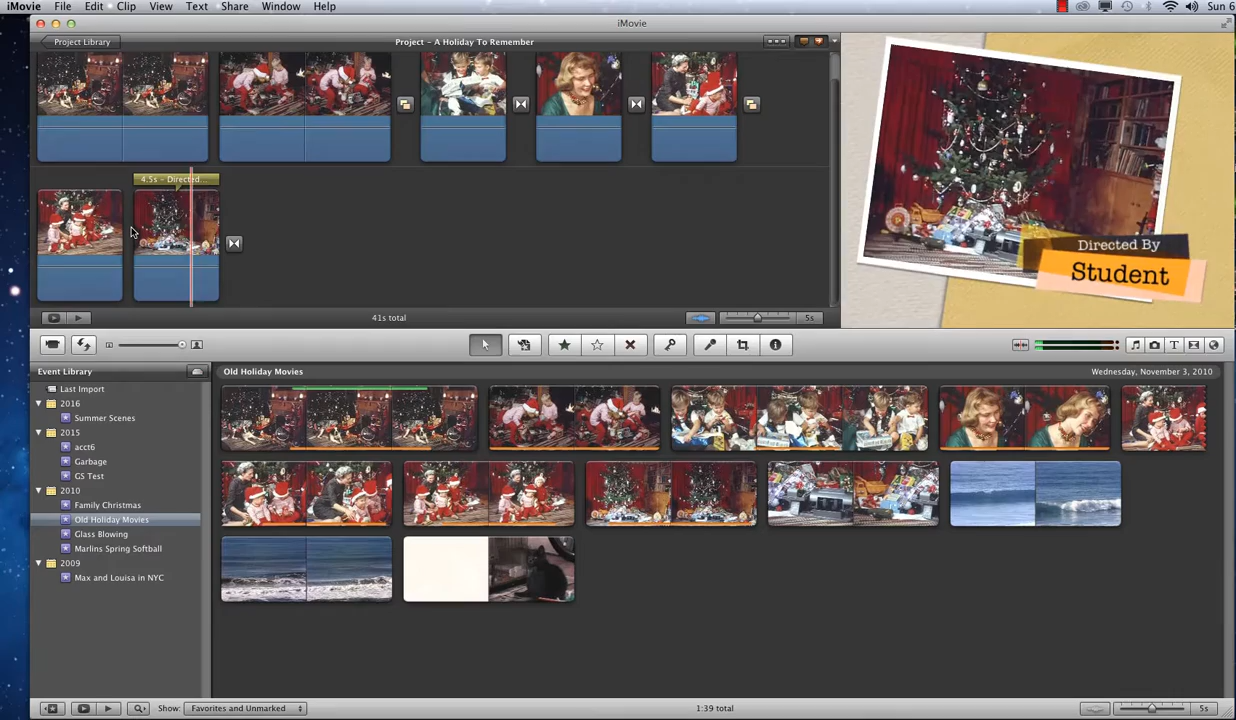 iMovie File Edit Clip View Text Share Window Help Sun 6
iMovie
Project Library
Project – A Holiday To Remember
4.5s – Directed...
41s total
5s
Directed By
Student
Event Library
Old Holiday Movies
Wednesday, November 3, 2010
Last Import
2016
Summer Scenes
2015
acct6
Garbage
GS Test
2010
Family Christmas
Old Holiday Movies
Glass Blowing
Marlins Spring Softball
2009
Max and Louisa in NYC
Show: Favorites and Unmarked
1:39 total
5s